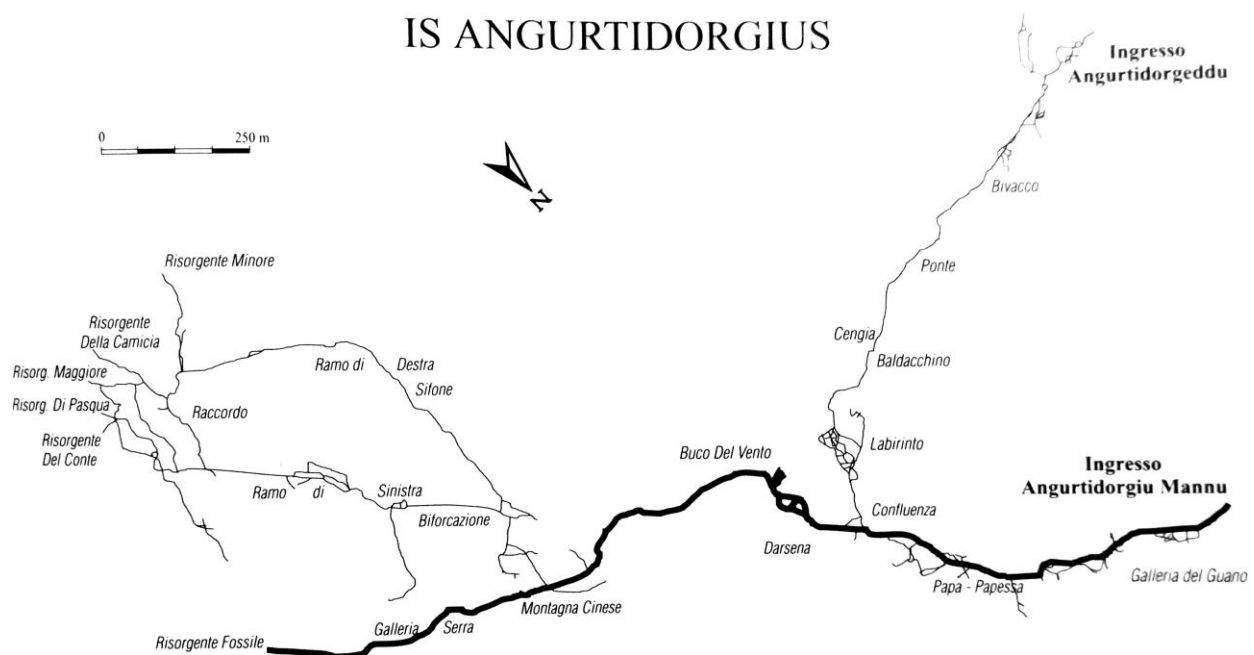 IS ANGURTIDORGIUS
Ingresso
Angurtidorgeddu
0 250 m
N
Bivacco
Ponte
Risorgente Minore
Risorgente
Della Camicia
Cengia
Baldacchino
Ramo di Destra
Sifone
Risorg. Maggiore
Risorg. Di Pasqua
Raccordo
Risorgente
Del Conte
Labirinto
Buco Del Vento
Ingresso
Angurtidorgiu Mannu
Ramo di Sinistra
Biforcazione
Confluenza
Darsena
Galleria del Guano
Papa - Papessa
Montagna Cinese
Galleria Serra
Risorgente Fossile